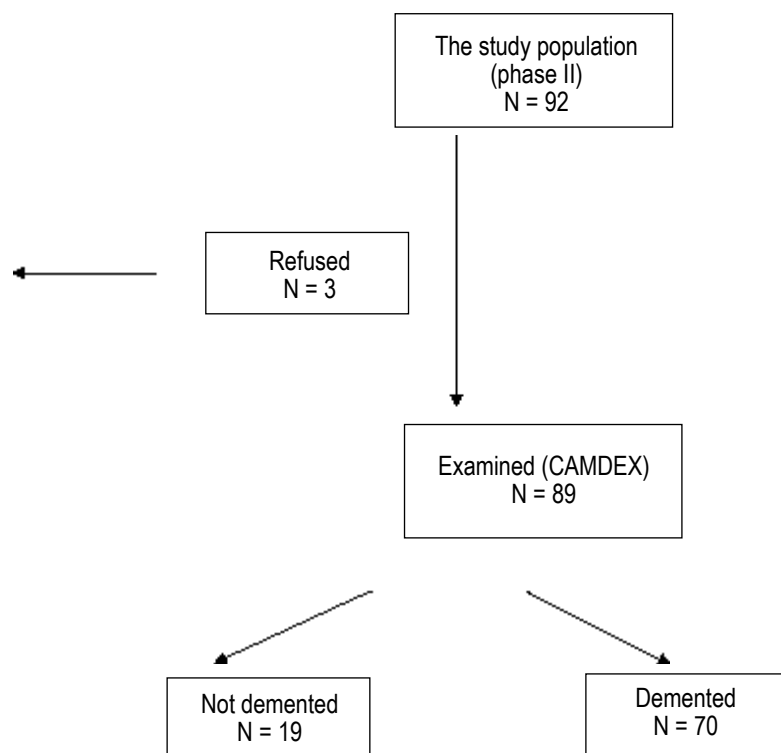 The study population
(phase II)
N = 92
Refused
N = 3
Examined (CAMDEX)
N = 89
Not demented
N = 19
Demented
N = 70